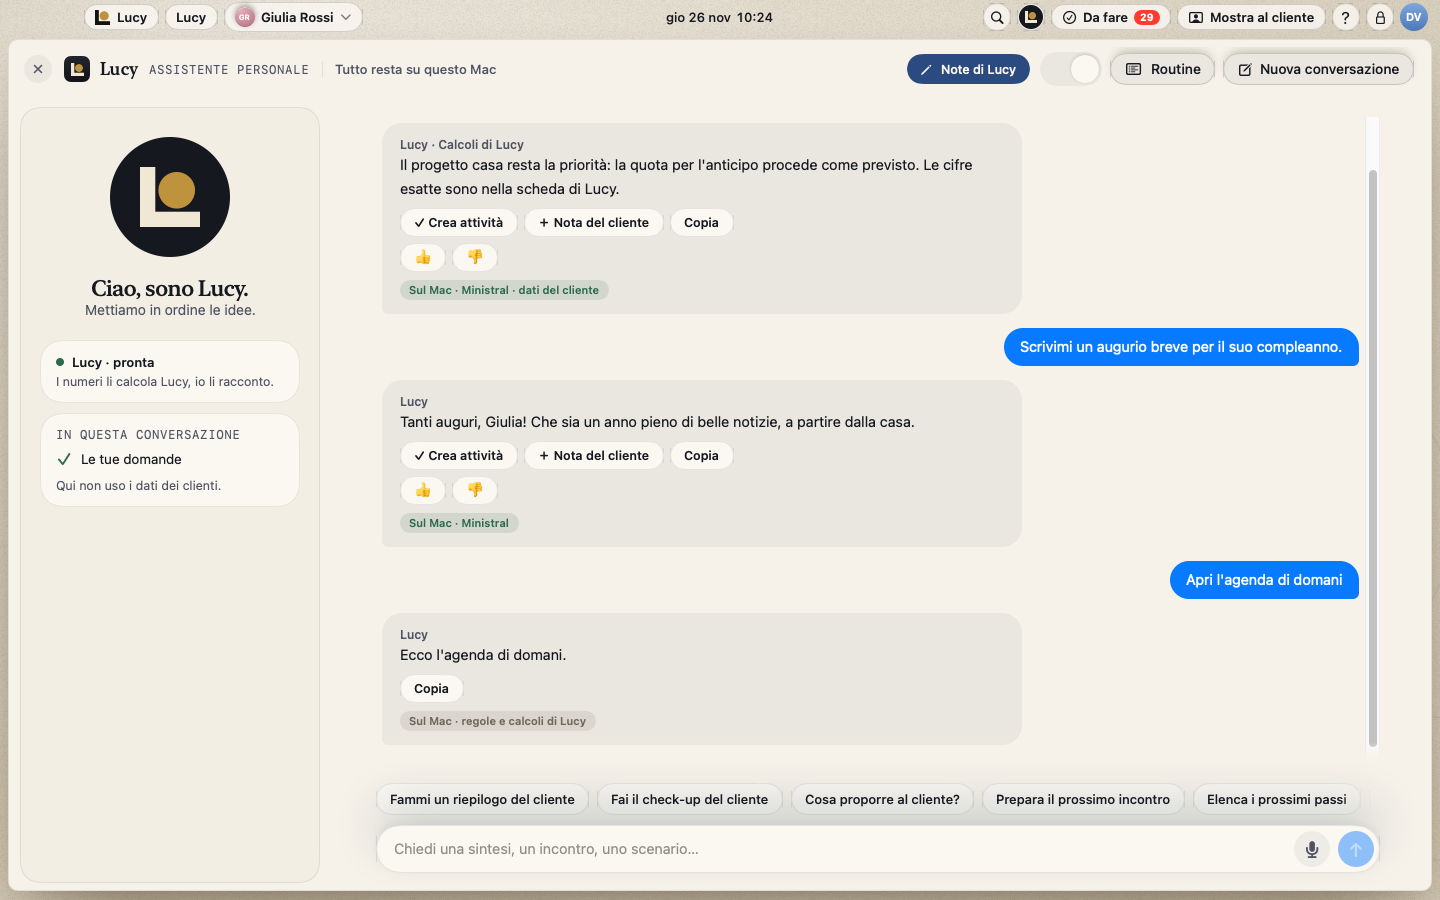 Lucy
Lucy
GR
Giulia Rossi
gio 26 nov 10:24
Da fare 29
Mostra al cliente
?
DV
Lucy
ASSISTENTE PERSONALE
Tutto resta su questo Mac
Note di Lucy
Routine
Nuova conversazione
Ciao, sono Lucy.
Mettiamo in ordine le idee.
Lucy · pronta
I numeri li calcola Lucy, io li racconto.
IN QUESTA CONVERSAZIONE
Le tue domande
Qui non uso i dati dei clienti.
Lucy · Calcoli di Lucy
Il progetto casa resta la priorità: la quota per l'anticipo procede come previsto. Le cifre
esatte sono nella scheda di Lucy.
✓ Crea attività
+ Nota del cliente
Copia
Sul Mac · Ministral · dati del cliente
Scrivimi un augurio breve per il suo compleanno.
Lucy
Tanti auguri, Giulia! Che sia un anno pieno di belle notizie, a partire dalla casa.
✓ Crea attività
+ Nota del cliente
Copia
Sul Mac · Ministral
Apri l'agenda di domani
Lucy
Ecco l'agenda di domani.
Copia
Sul Mac · regole e calcoli di Lucy
Fammi un riepilogo del cliente
Fai il check-up del cliente
Cosa proporre al cliente?
Prepara il prossimo incontro
Elenca i prossimi passi
Chiedi una sintesi, un incontro, uno scenario...